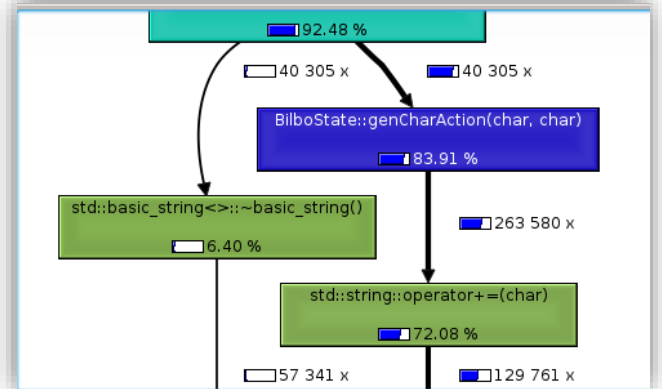 92.48 %
40 305 x
40 305 x
BilboState::genCharAction(char, char)
83.91 %
std::basic_string<>::~basic_string()
6.40 %
263 580 x
std::string::operator+=(char)
72.08 %
57 341 x
129 761 x